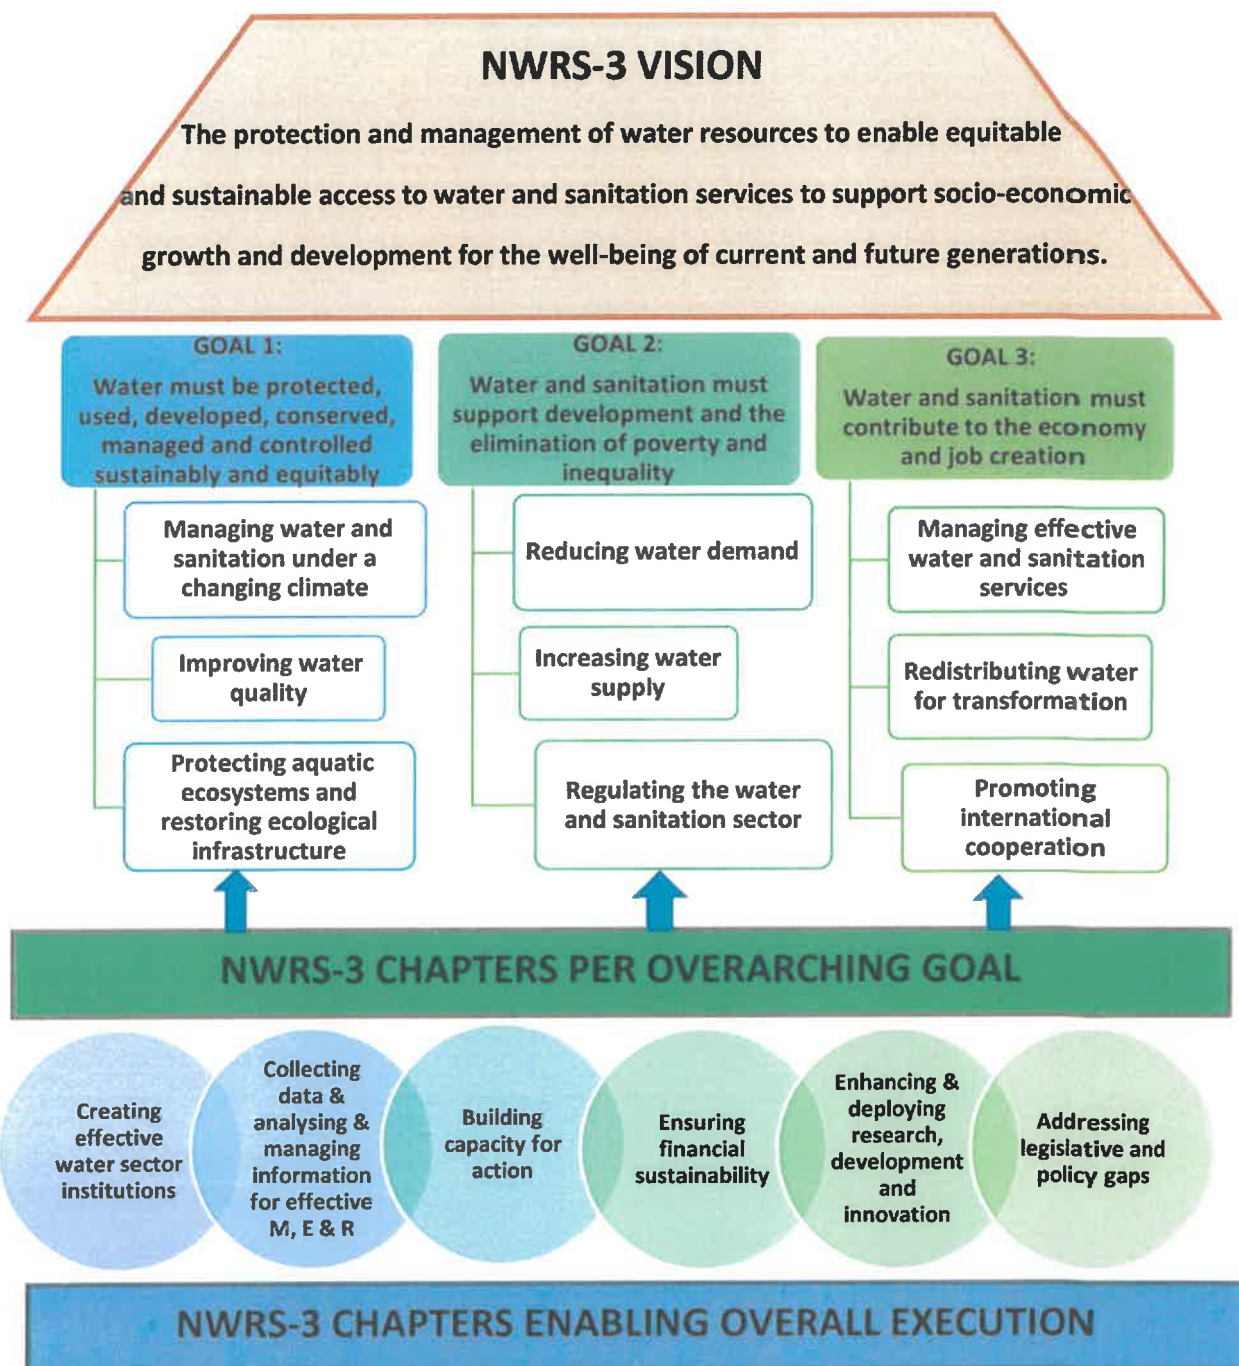 NWRS-3 VISION
The protection and management of water resources to enable equitable
and sustainable access to water and sanitation services to support socio-economic
growth and development for the well-being of current and future generations.
GOAL 1:
Water must be protected,
used, developed, conserved,
managed and controlled
sustainably and equitably
Managing water and
sanitation under a
changing climate
Improving water
quality
Protecting aquatic
ecosystems and
restoring ecological
infrastructure
GOAL 2:
Water and sanitation must
support development and the
elimination of poverty and
inequality
Reducing water demand
Increasing water
supply
Regulating the water
and sanitation sector
GOAL 3:
Water and sanitation must
contribute to the economy
and job creation
Managing effective
water and sanitation
services
Redistributing water
for transformation
Promoting
international
cooperation
NWRS-3 CHAPTERS PER OVERARCHING GOAL
Creating
effective
water sector
institutions
Collecting
data &
analysing &
managing
information
for effective
M, E & R
Building
capacity for
action
Ensuring
financial
sustainability
Enhancing &
deploying
research,
development
and
innovation
Addressing
legislative and
policy gaps
NWRS-3 CHAPTERS ENABLING OVERALL EXECUTION